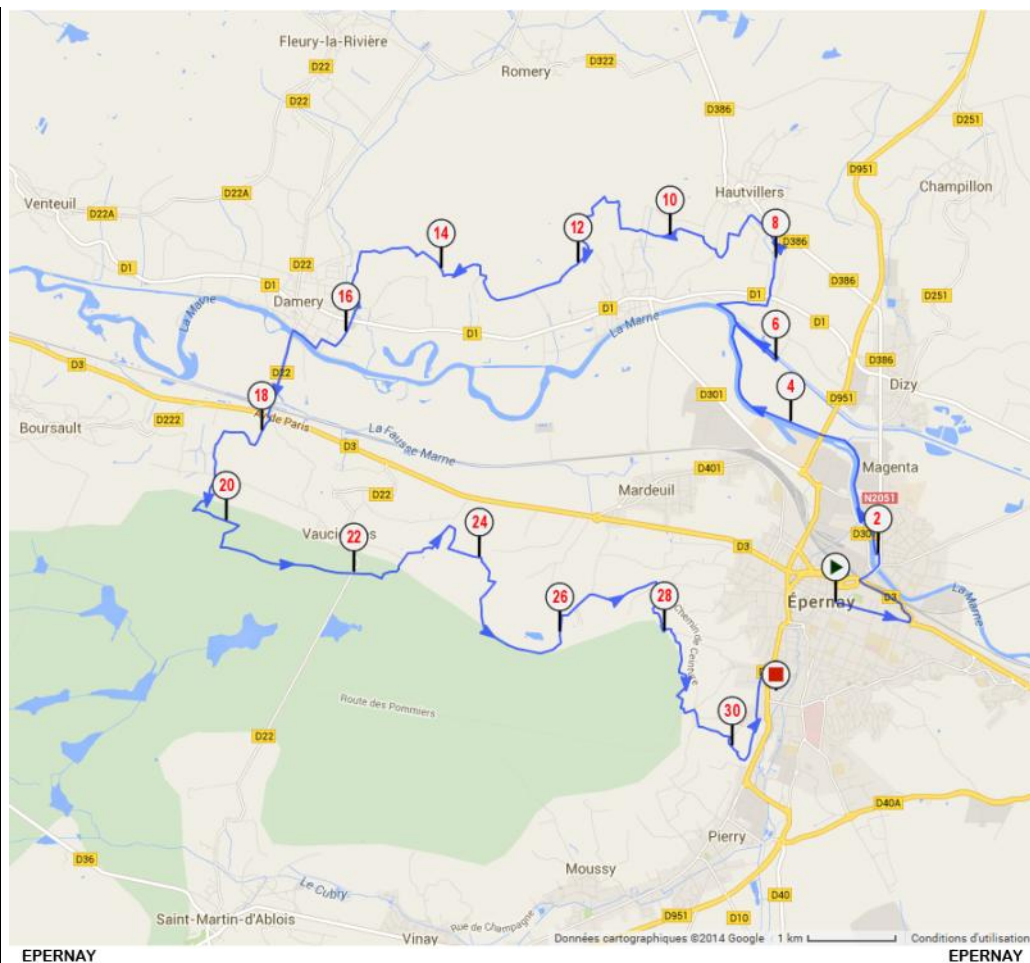 Fleury-la-Rivière
D22
Romery
D322
D22
D386
D951
D251
D22A
Hautvillers
Champillon
Venteuil
D22A
10
8
12
14
D386
D22
D386
D1
D1
D251
La Marne
Damery
16
D1
D1
La Marne
6
D1
D386
D3
D22
4
D301
D951
Dizy
18
D222
Boursault
La Fausse Marne
D3
Magenta
D401
20
D22
Mardeuil
N2051
24
2
22
D3
D30
La Marne
26
28
Épernay
D3
Chemin de Ceinture
Route des Pommiers
30
D22
D40A
Pierry
D36
Moussy
D40
Le Cubry
Saint-Martin-d'Ablois
Rue de Champagne
D951
D10
Vinay
Données cartographiques ©2014 Google
1 km
Conditions d'utilisation
EPERNAY
EPERNAY